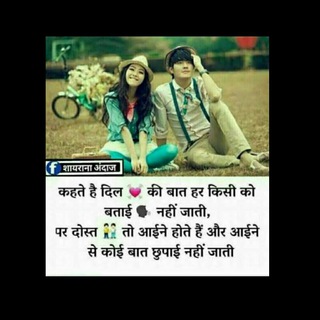 शायराना अंदाज
कहते है दिल 💓 की बात हर किसी को
बताई 🗣 नहीं जाती,
पर दोस्त 👬 तो आईने होते हैं और आईने
से कोई बात छुपाई नहीं जाती